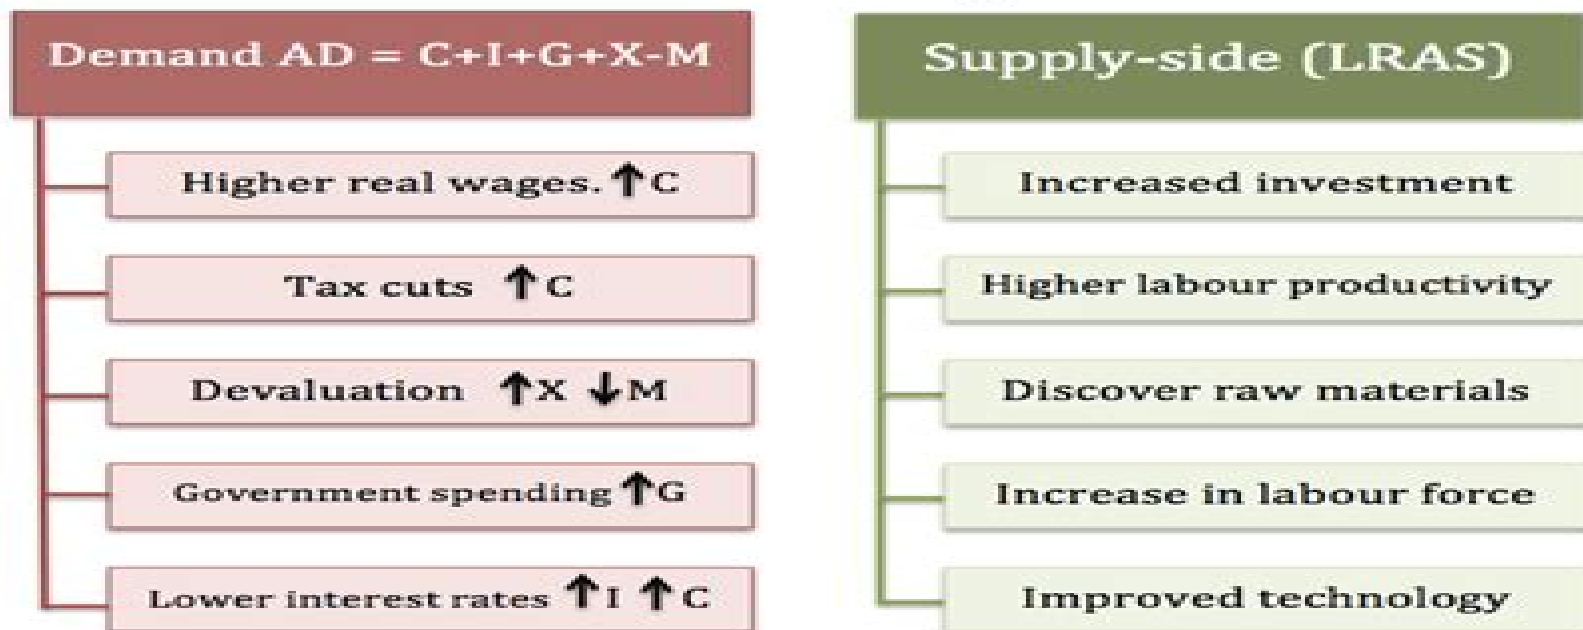 Demand AD = C+I+G+X-M
Higher real wages. ↑C
Tax cuts ↑C
Devaluation ↑X ↓M
Government spending ↑G
Lower interest rates ↑I ↑C
Supply-side (LRAS)
Increased investment
Higher labour productivity
Discover raw materials
Increase in labour force
Improved technology